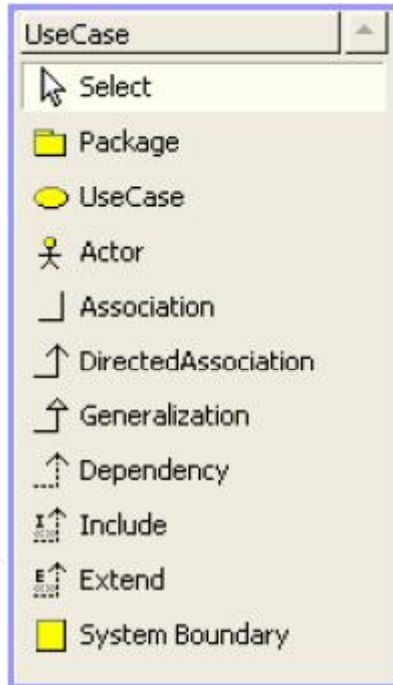 UseCase
Select
Package
UseCase
Actor
Association
DirectedAssociation
Generalization
Dependency
I Include
E Extend
System Boundary